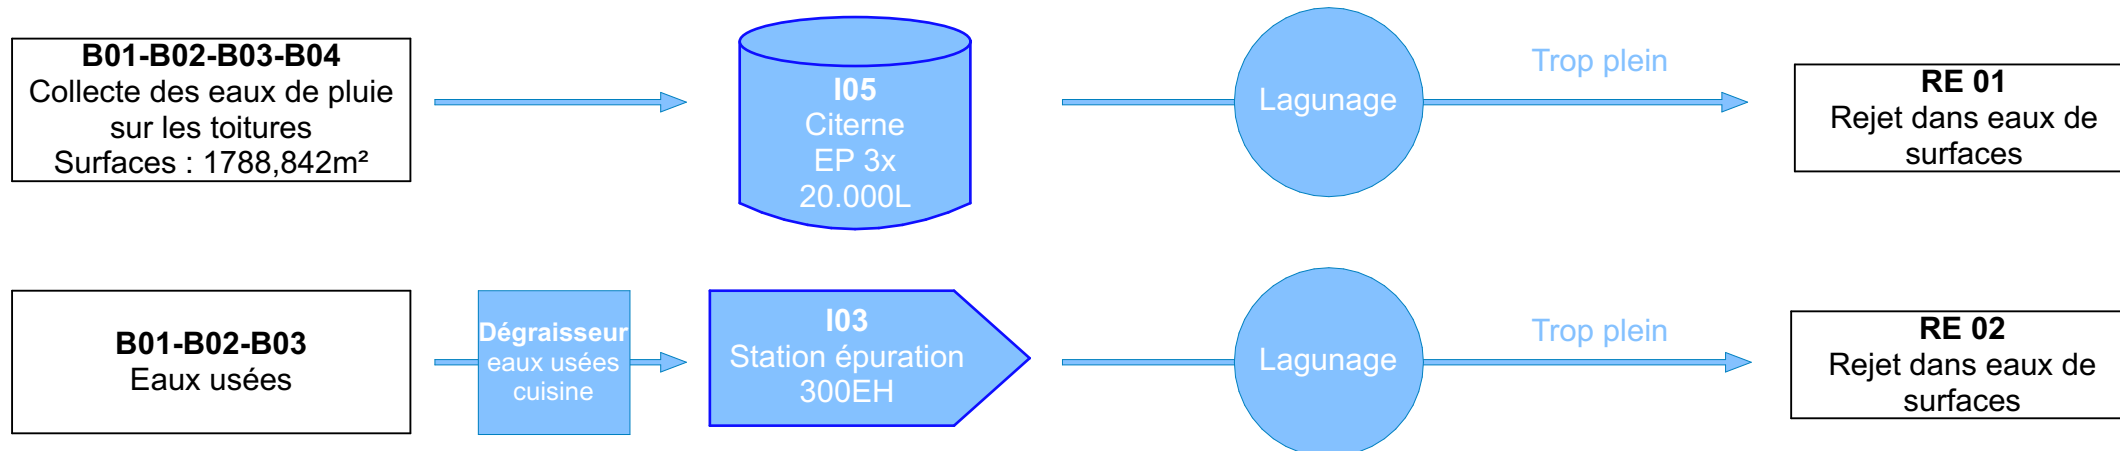 B01-B02-B03-B04
Collecte des eaux de pluie
sur les toitures
Surfaces : 1788,842m²
I05
Citerne
EP 3x
20.000L
Lagunage
Trop plein
RE 01
Rejet dans eaux de
surfaces
B01-B02-B03
Eaux usées
Dégraisseur
eaux usées
cuisine
I03
Station épuration
300EH
Lagunage
Trop plein
RE 02
Rejet dans eaux de
surfaces